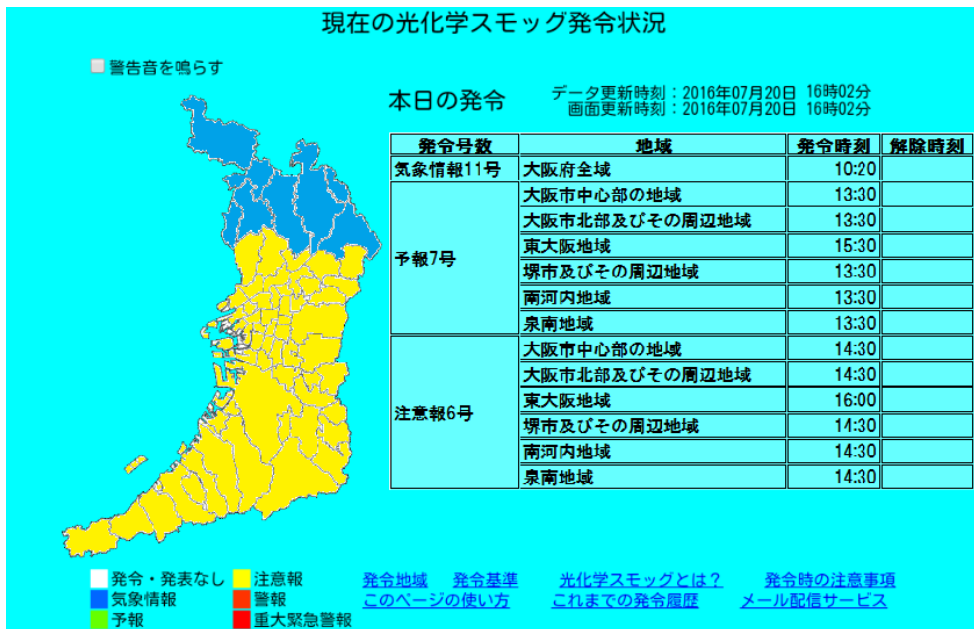 現在の光化学スモッグ発令状況
警告音を鳴らす
本日の発令
データ更新時刻：2016年07月20日 16時02分
画面更新時刻：2016年07月20日 16時02分
発令号数 地域 発令時刻 解除時刻
気象情報11号 大阪府全域 10:20
予報7号 大阪市中心部の地域 13:30
大阪市北部及びその周辺地域 13:30
東大阪地域 15:30
堺市及びその周辺地域 13:30
南河内地域 13:30
泉南地域 13:30
注意報6号 大阪市中心部の地域 14:30
大阪市北部及びその周辺地域 14:30
東大阪地域 16:00
堺市及びその周辺地域 14:30
南河内地域 14:30
泉南地域 14:30
発令・発表なし 注意報
気象情報 警報
予報 重大緊急警報
発令地域 発令基準 光化学スモッグとは？ 発令時の注意事項
このページの使い方 これまでの発令履歴 メール配信サービス